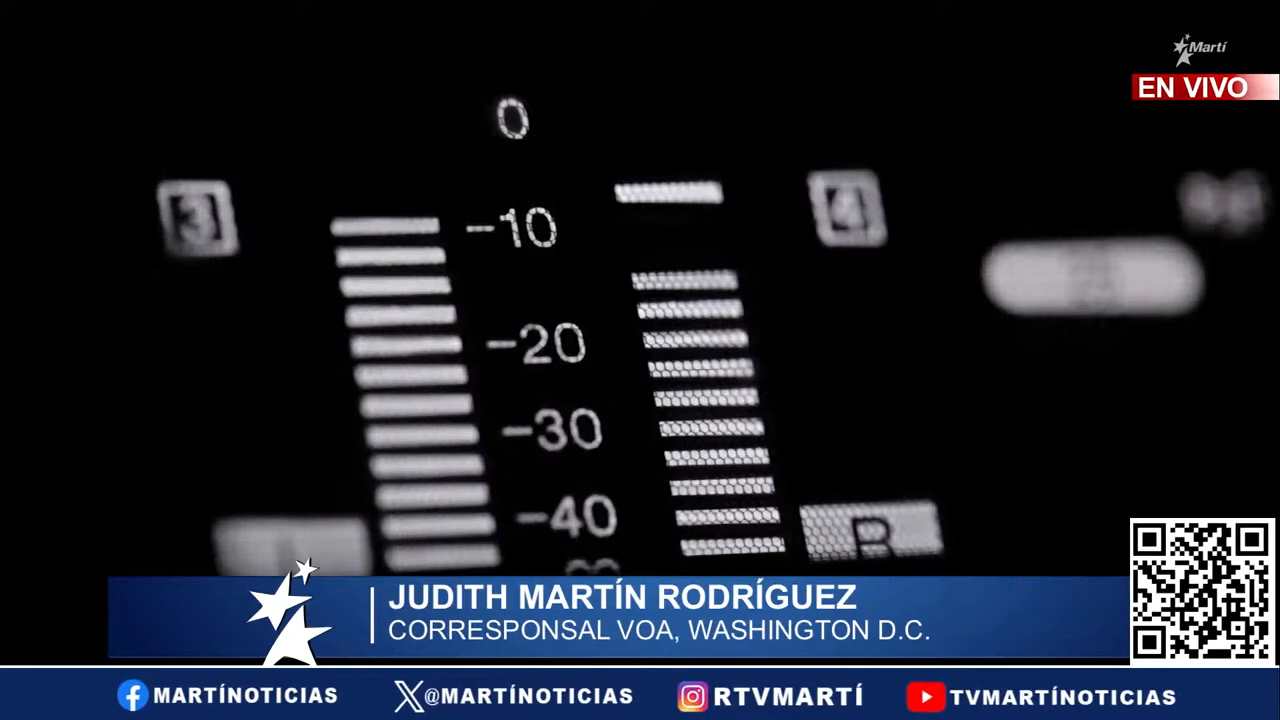 Martí
EN VIVO
0
3
4
-10
-20
-30
-40
R
JUDITH MARTÍN RODRÍGUEZ
CORRESPONSAL VOA, WASHINGTON D.C.
MARTÍNOTICIAS
@MARTÍNOTICIAS
RTVMARTÍ
TVMARTÍNOTICIAS